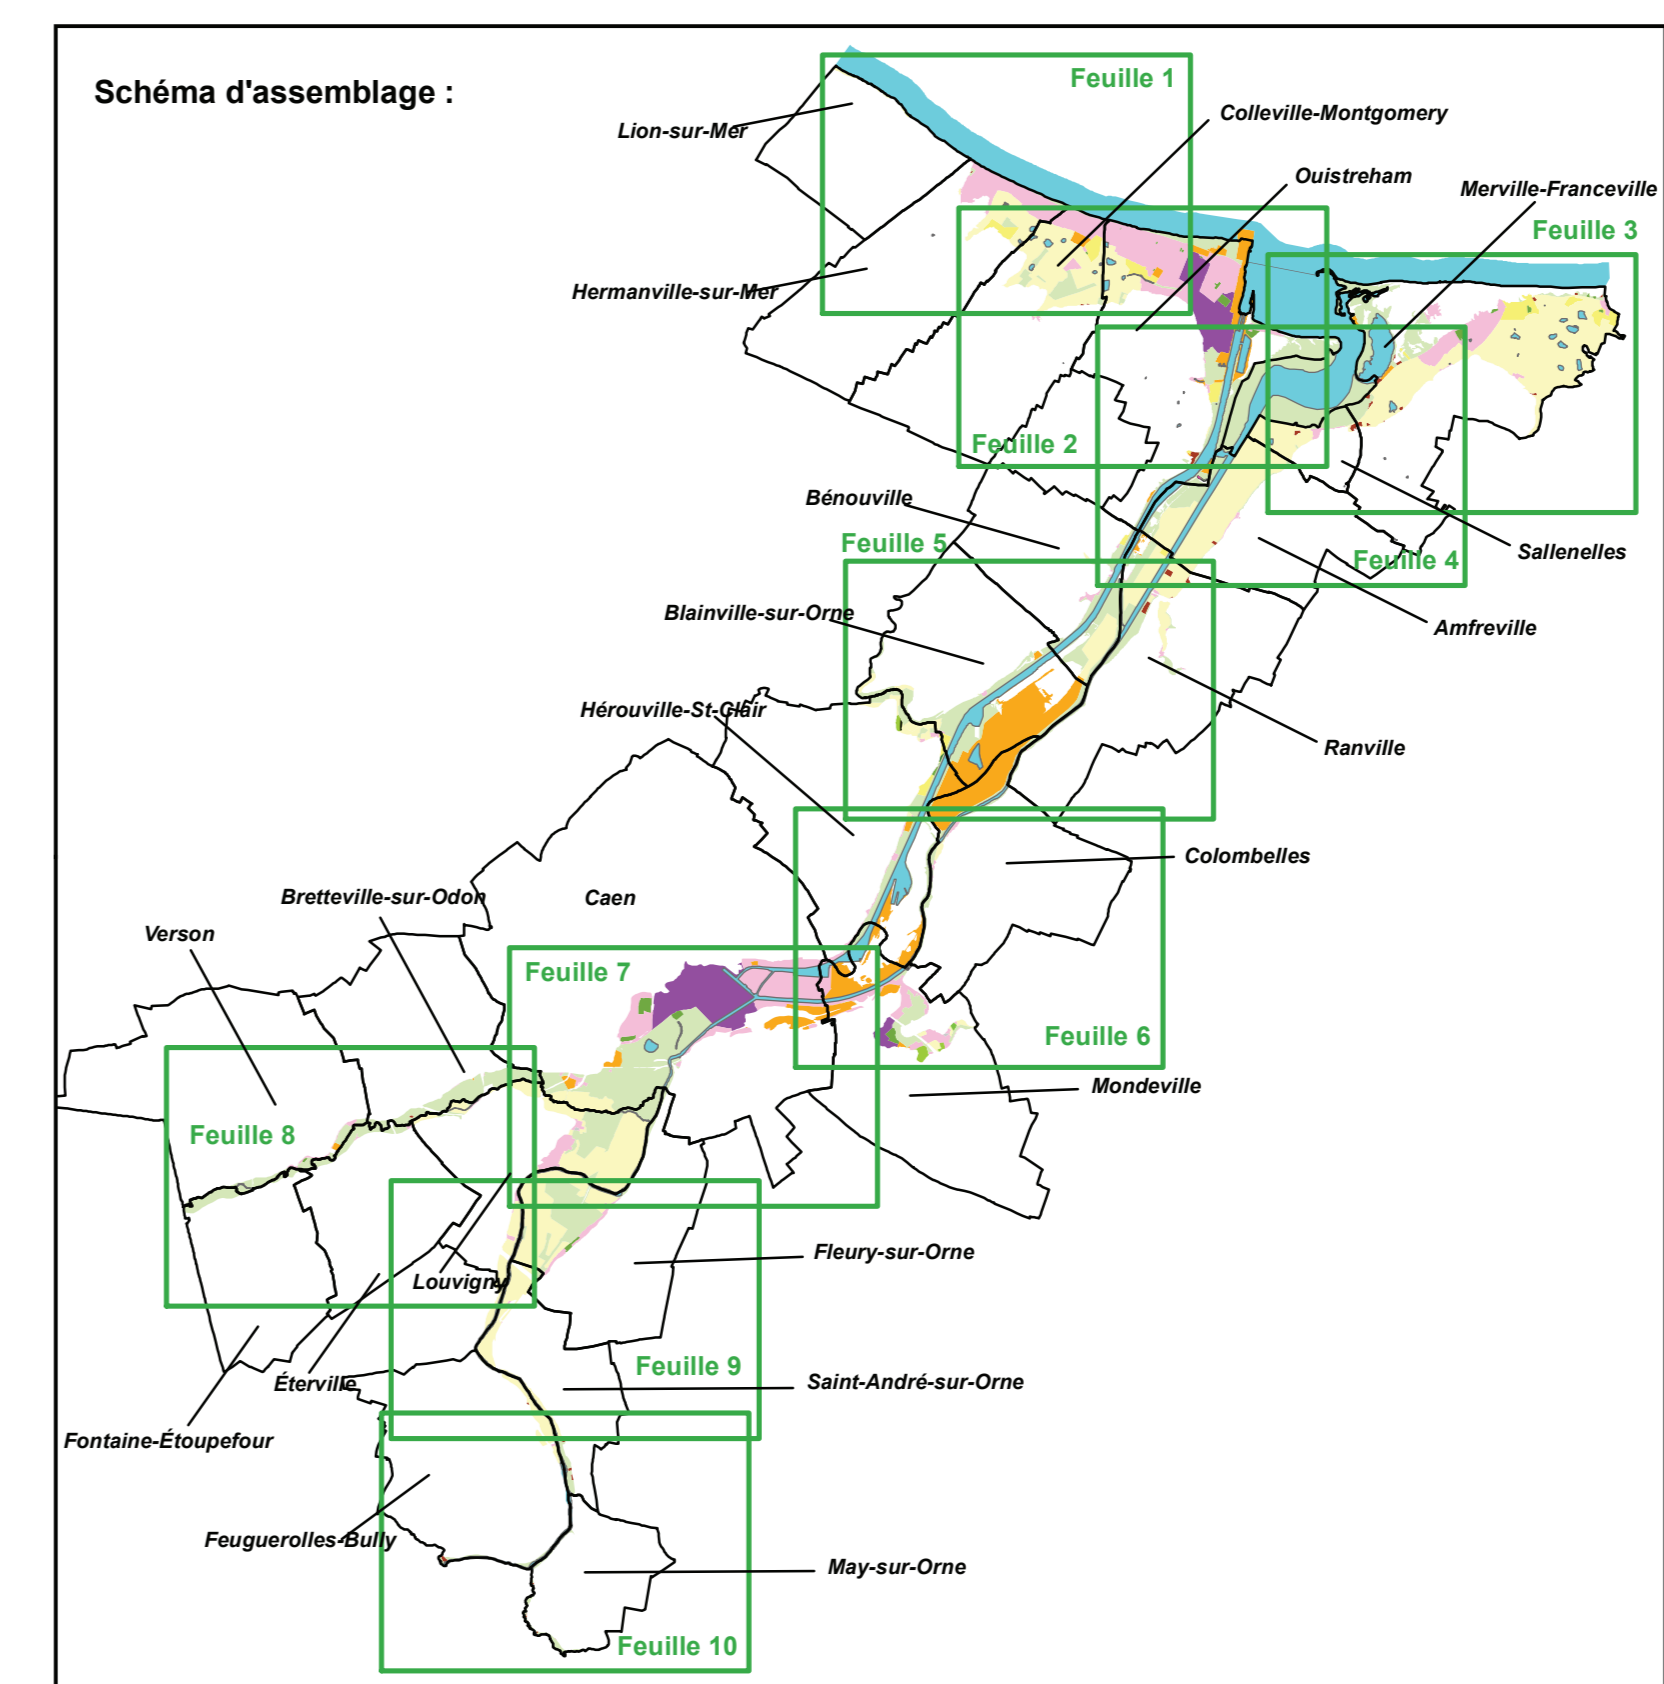 Schéma d'assemblage :
Feuille 1
Colleville-Montgomery
Lion-sur-Mer
Ouistreham
Merville-Franceville
Feuille 3
Hermanville-sur-Mer
Feuille 2
Bénouville
Feuille 5
Sallenelles
Feuille 4
Blainville-sur-Orne
Amfreville
Hérouville-St-Clair
Ranville
Colombelles
Bretteville-sur-Odon
Caen
Verson
Feuille 7
Feuille 6
Mondeville
Feuille 8
Fleury-sur-Orne
Louvigny
Feuille 9
Éterville
Saint-André-sur-Orne
Fontaine-Étoupefour
Feuguerolles-Bully
May-sur-Orne
Feuille 10